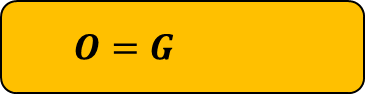 O = G